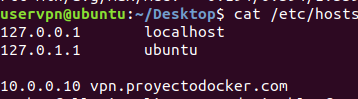 uservpn@ubuntu:~/Desktop$ cat /etc/hosts
127.0.0.1 localhost
127.0.1.1 ubuntu
10.0.0.10 vpn.proyectodocker.com